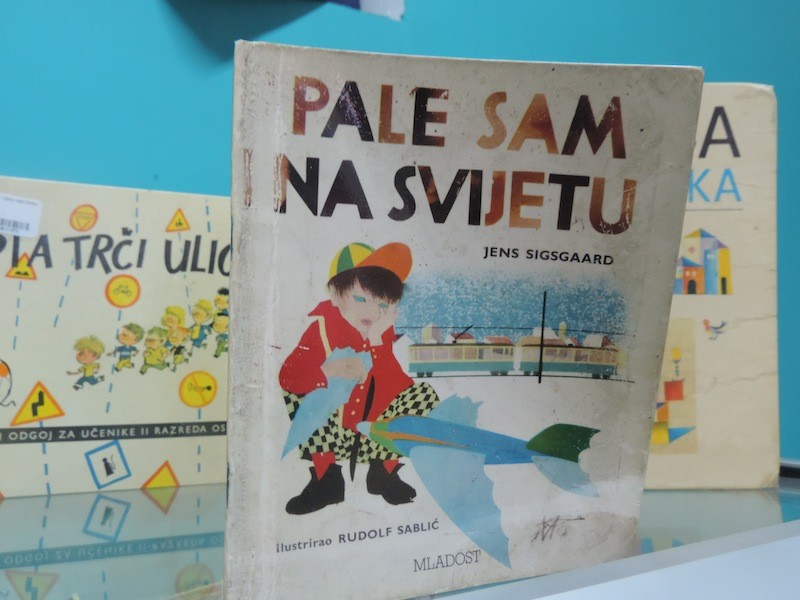 PALE SAM
NA SVIJETU
JENS SIGSGAARD
ilustrirao RUDOLF SABLIĆ
MLADOST
TRČI ULIC
ODGOJ ZA UČENIKE II RAZREDA OS
A
KA